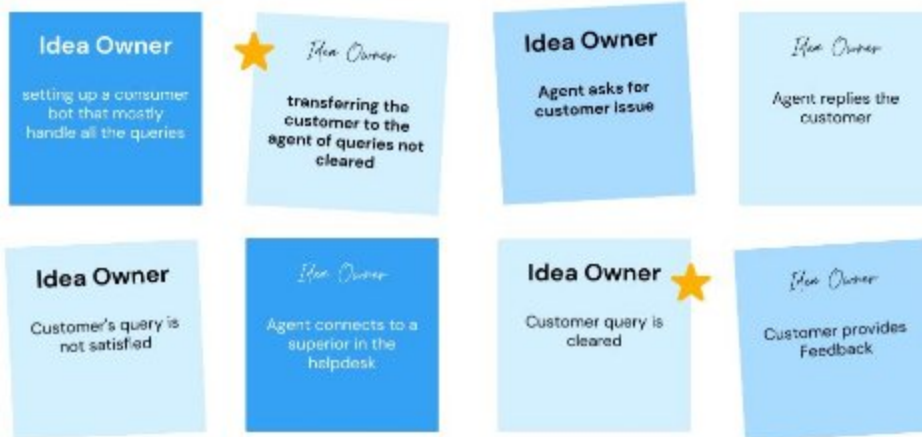 Idea Owner
setting up a consumer
bot that mostly
handle all the queries
Idea Owner
transferring the
customer to the
agent of queries not
cleared
Idea Owner
Agent asks for
customer issue
Idea Owner
Agent replies the
customer
Idea Owner
Customer's query is
not satisfied
Idea Owner
Agent connects to a
superior in the
helpdesk
Idea Owner
Customer query is
cleared
Idea Owner
Customer provides
Feedback